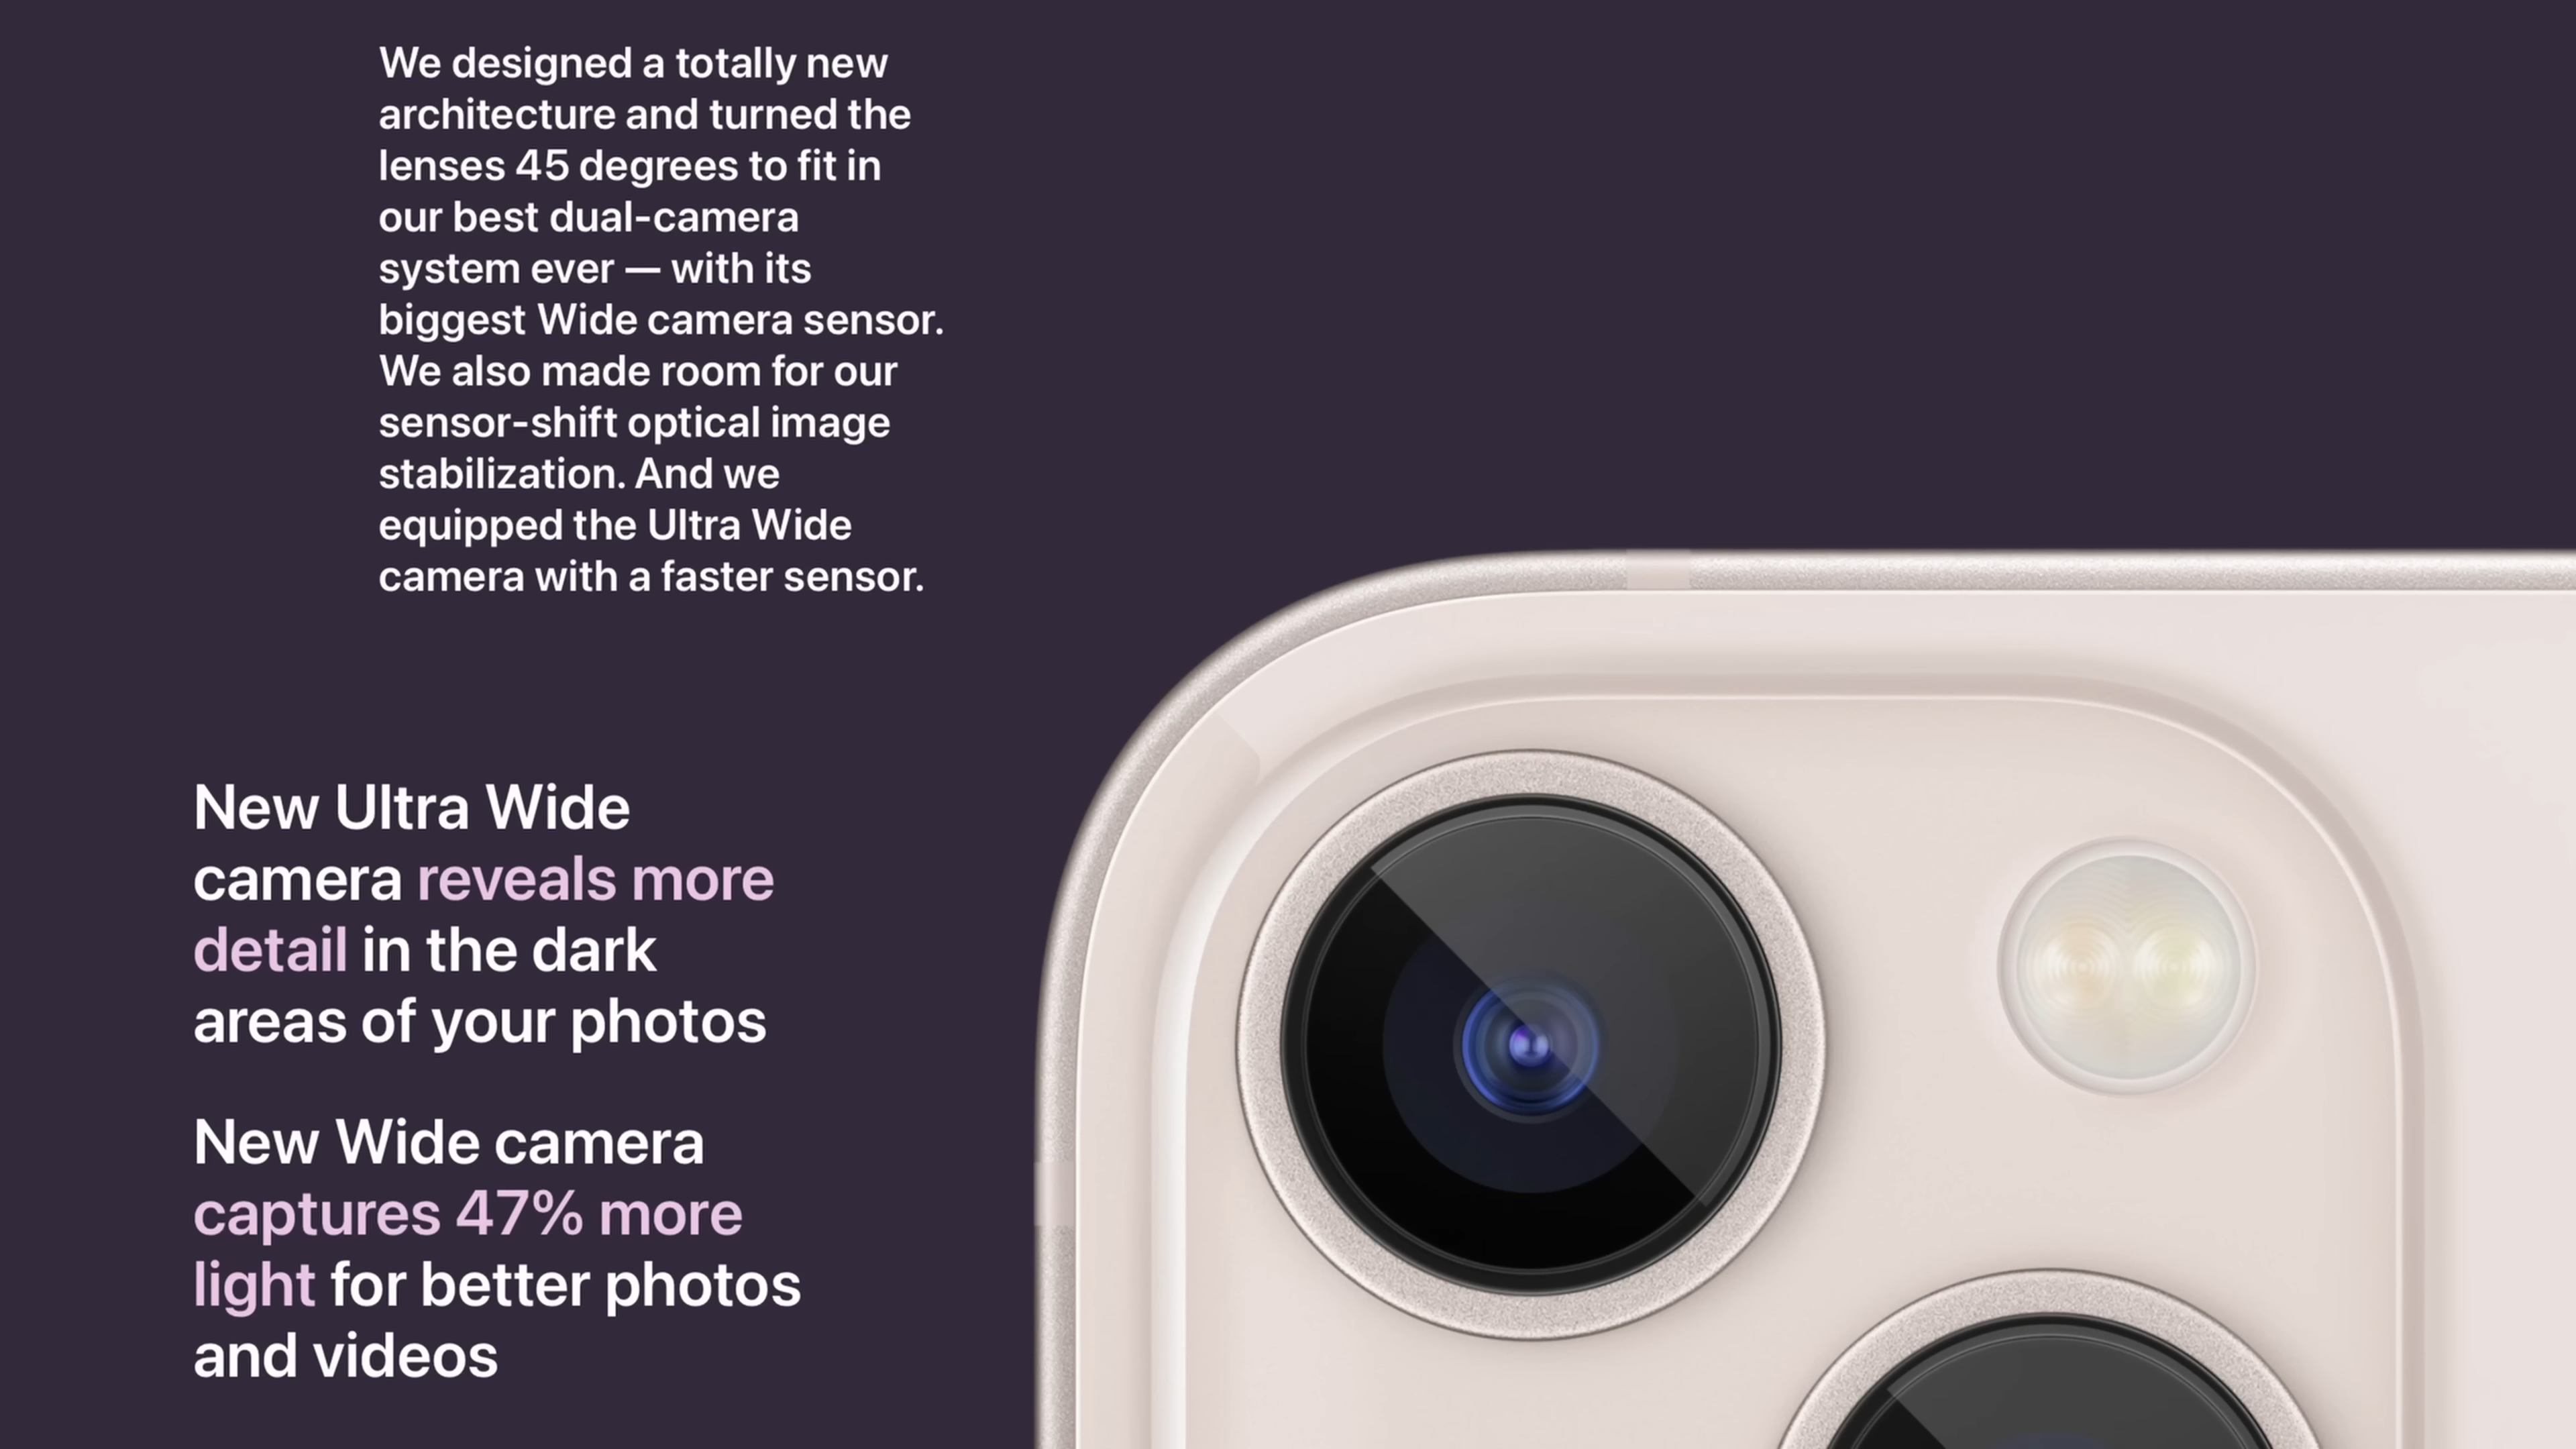 We designed a totally new
architecture and turned the
lenses 45 degrees to fit in
our best dual-camera
system ever — with its
biggest Wide camera sensor.
We also made room for our
sensor-shift optical image
stabilization. And we
equipped the Ultra Wide
camera with a faster sensor.
New Ultra Wide
camera reveals more
detail in the dark
areas of your photos
New Wide camera
captures 47% more
light for better photos
and videos